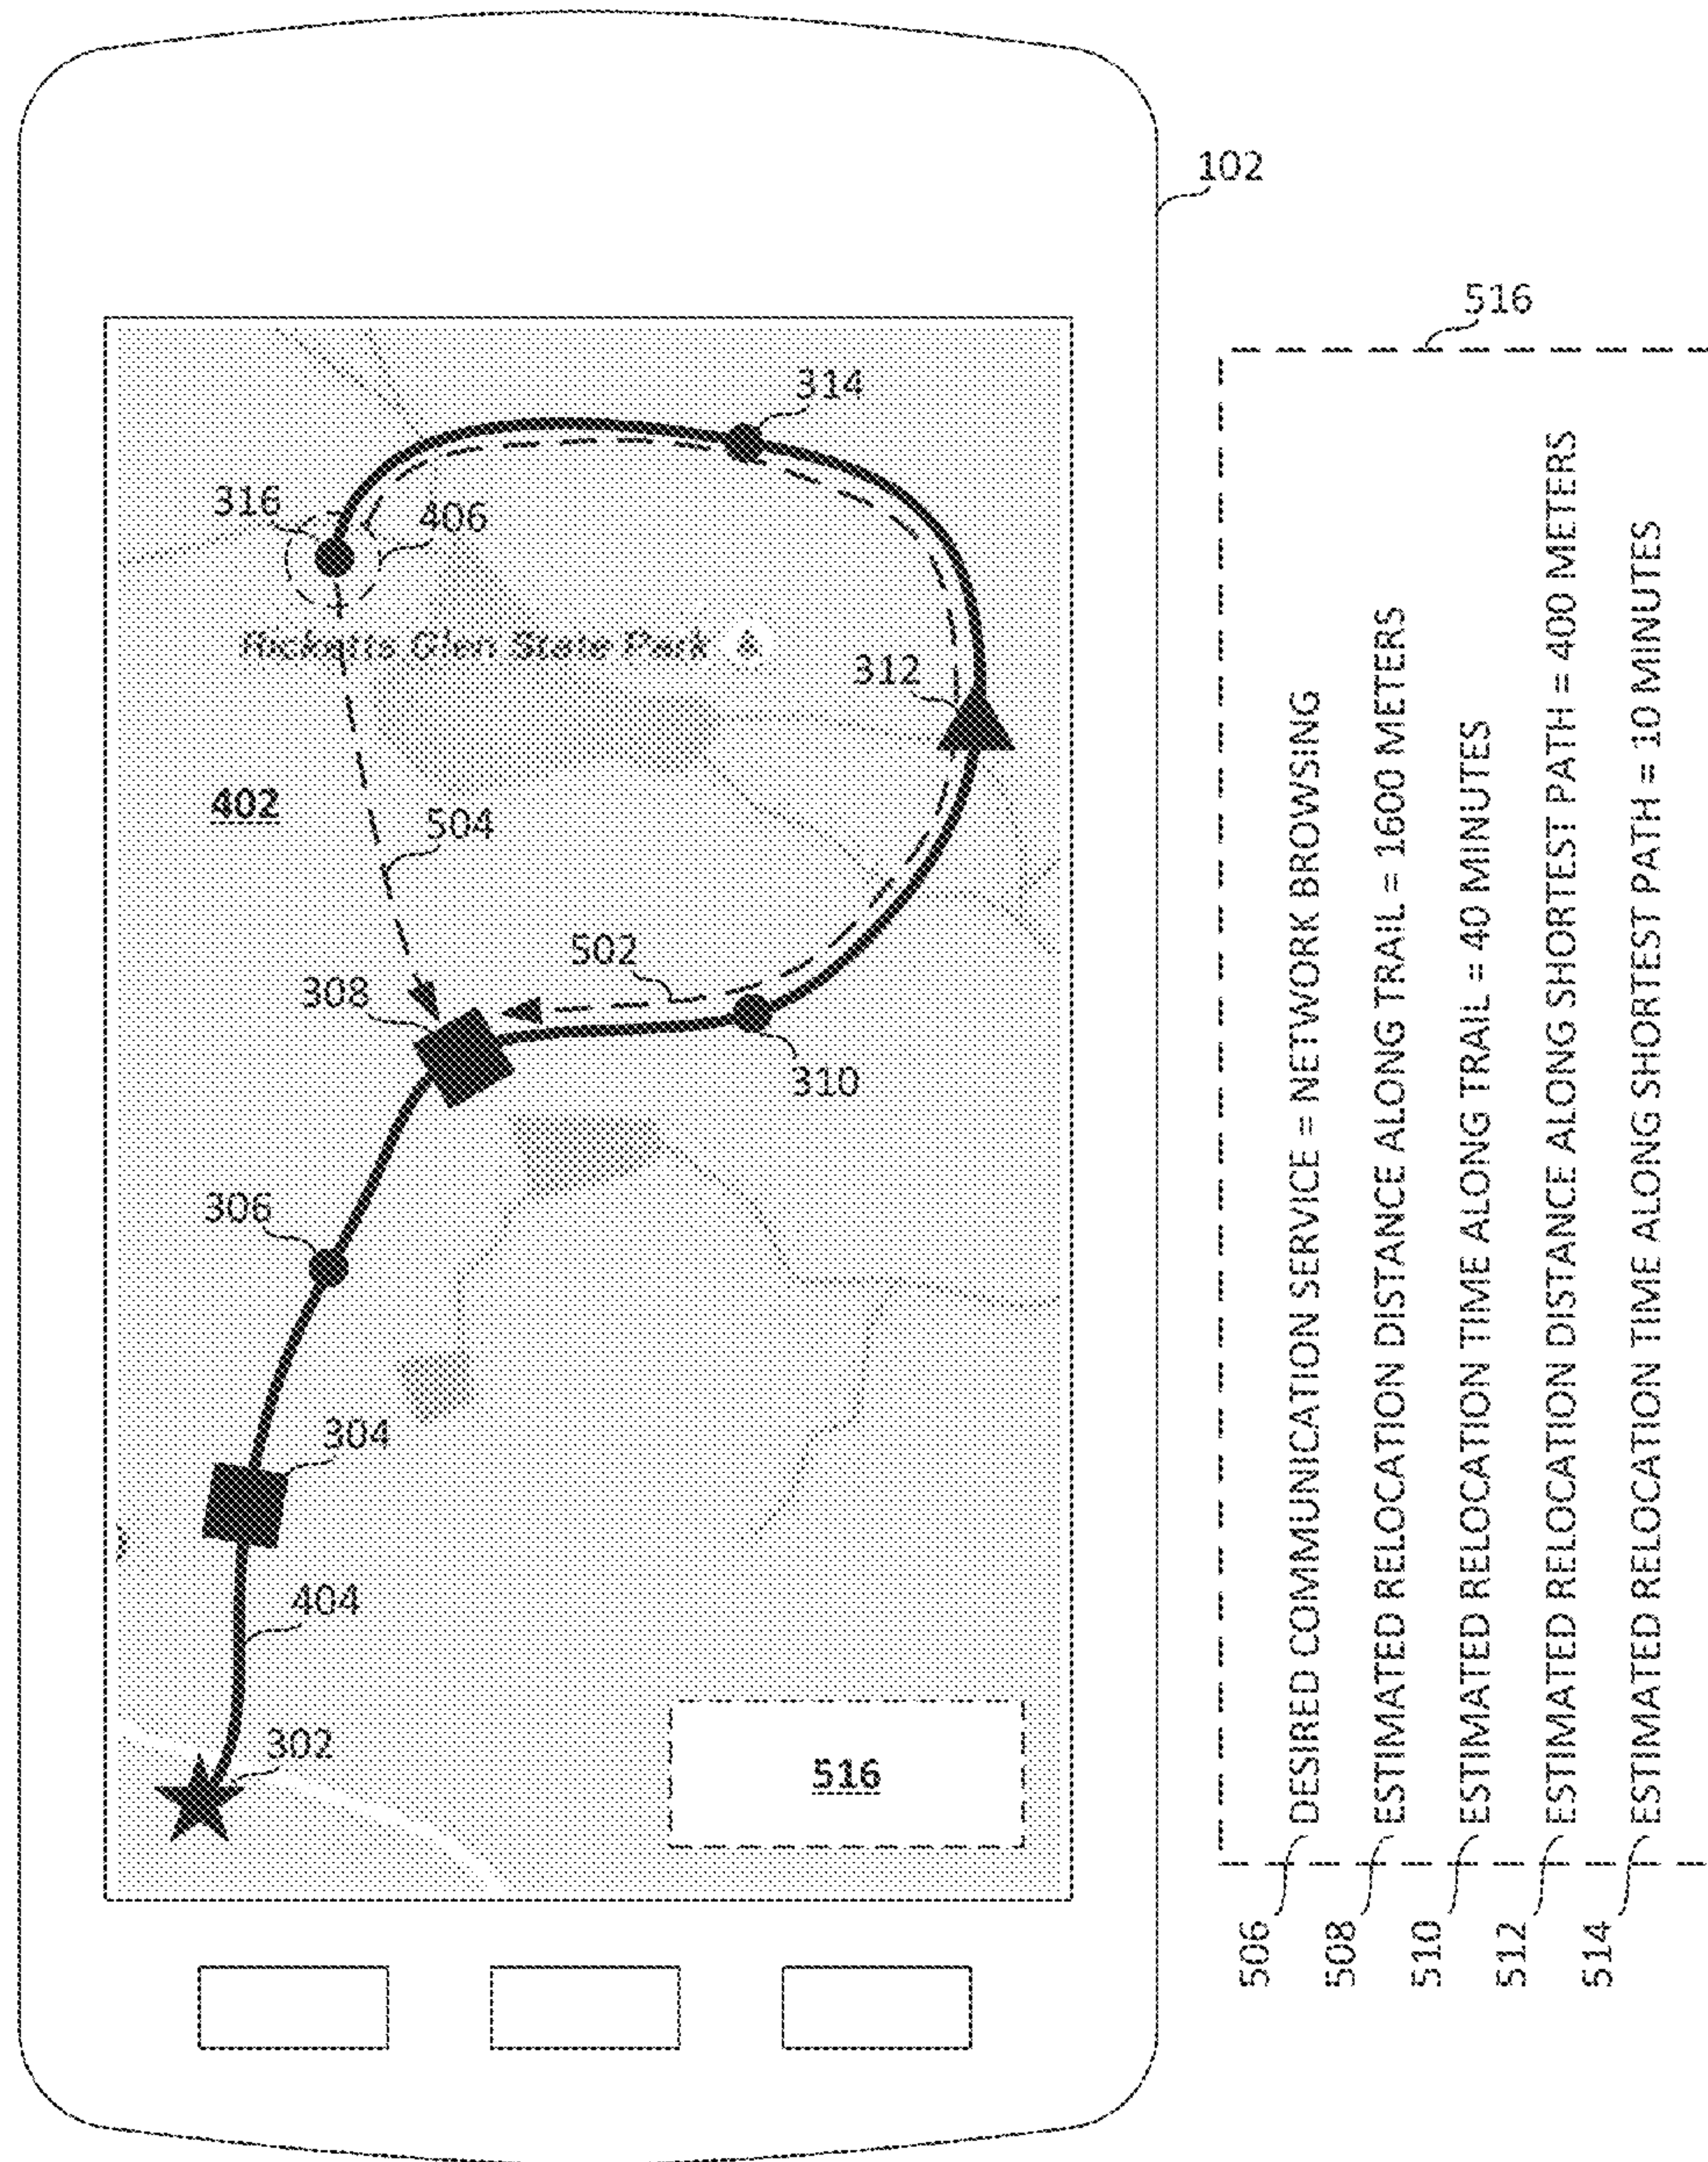 102
516
314
316
406
Ricketts Glen State Park
312
402
504
502
308
310
306
304
404
302
516
506 DESIRED COMMUNICATION SERVICE = NETWORK BROWSING
508 ESTIMATED RELOCATION DISTANCE ALONG TRAIL = 1600 METERS
510 ESTIMATED RELOCATION TIME ALONG TRAIL = 40 MINUTES
512 ESTIMATED RELOCATION DISTANCE ALONG SHORTEST PATH = 400 METERS
514 ESTIMATED RELOCATION TIME ALONG SHORTEST PATH = 10 MINUTES